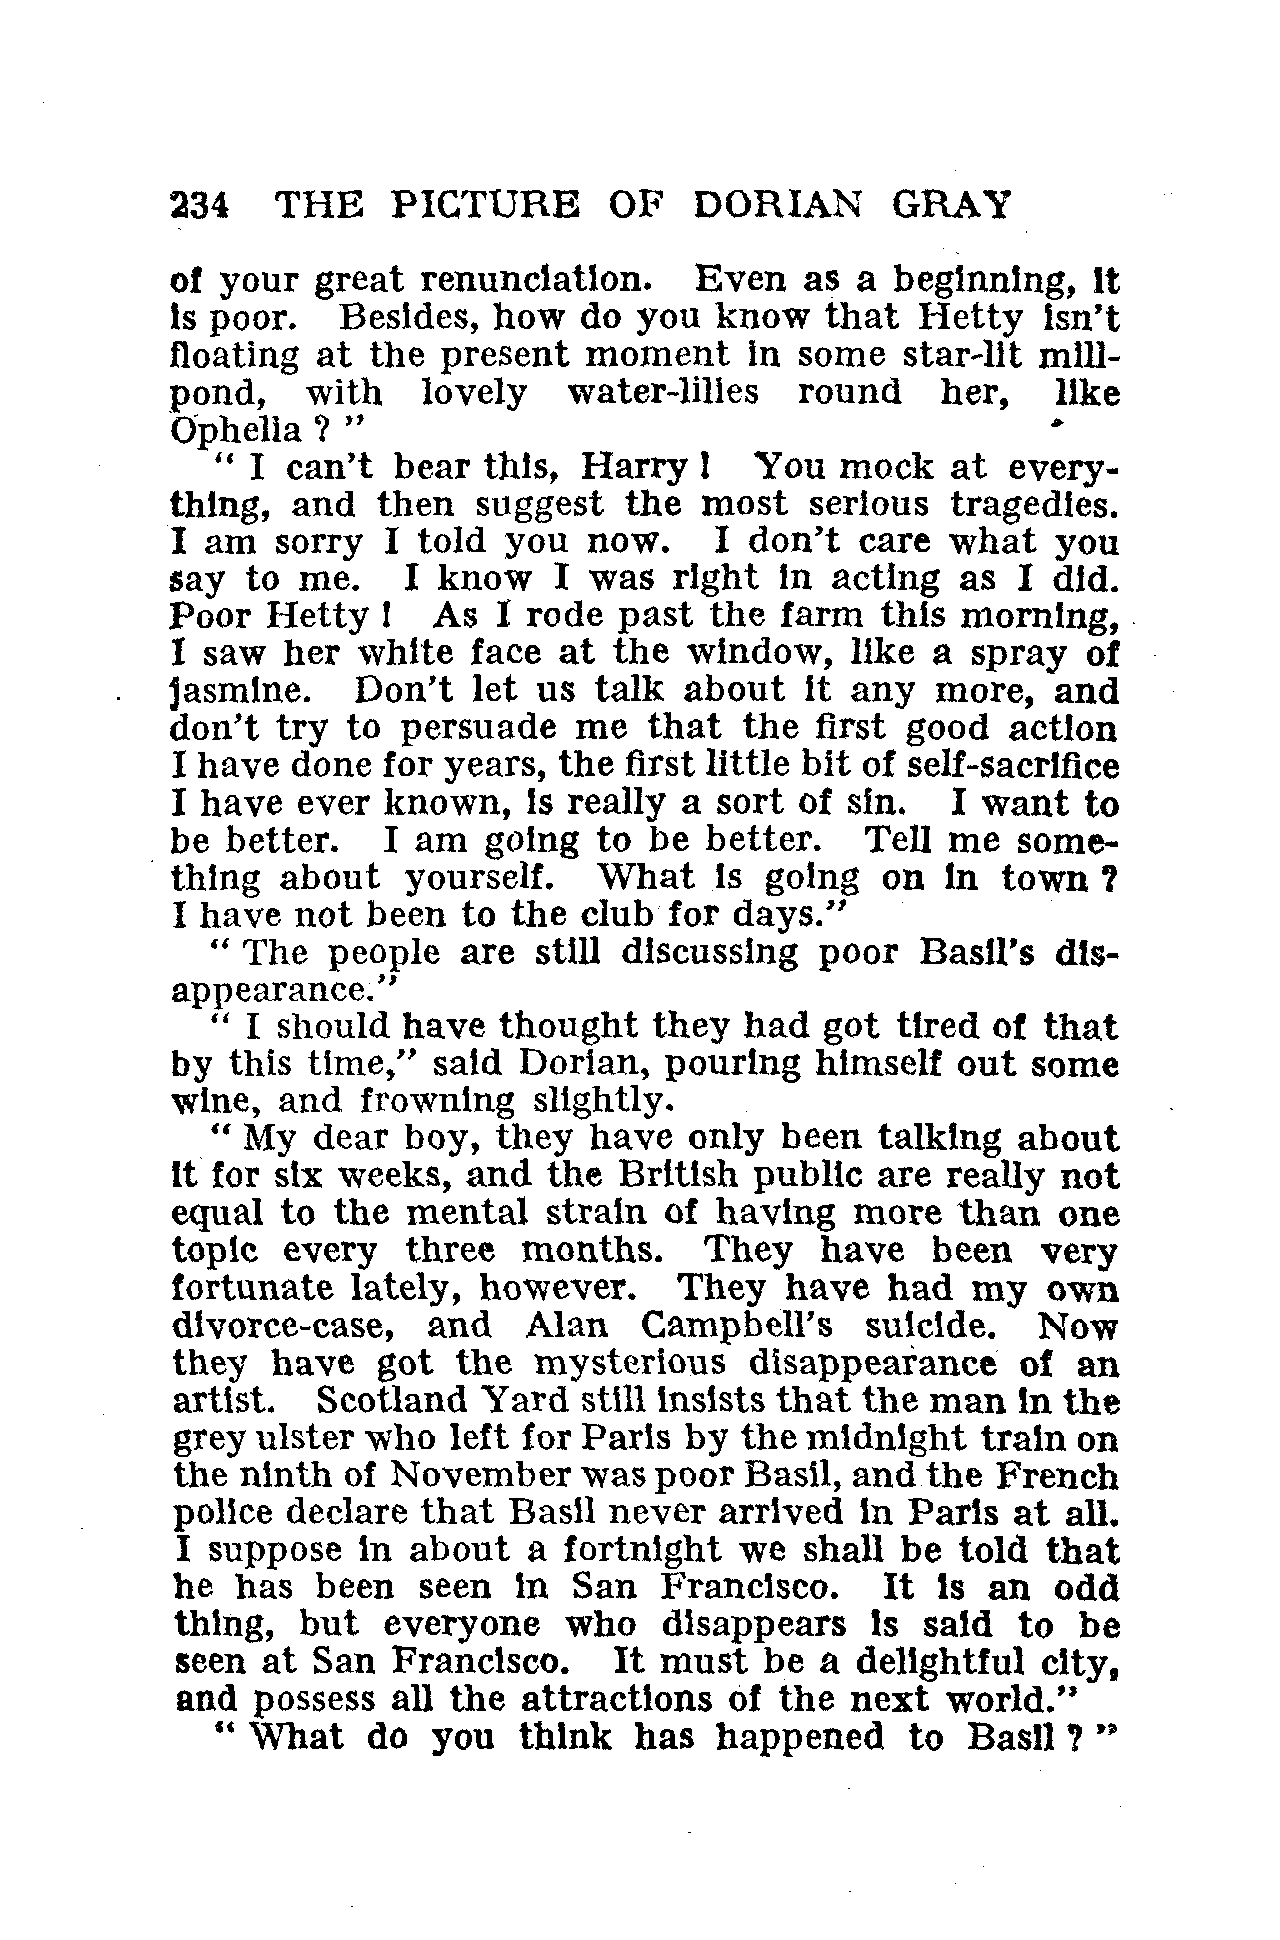 234 THE PICTURE OF DORIAN GRAY
of your great renunciation. Even as a beginning, it
is poor. Besides, how do you know that Hetty isn't
floating at the present moment in some star-lit mill-
pond, with lovely water-lilies round her, like
Ophelia ? "
" I can't bear this, Harry ! You mock at every-
thing, and then suggest the most serious tragedies.
I am sorry I told you now. I don't care what you
say to me. I know I was right in acting as I did.
Poor Hetty ! As I rode past the farm this morning,
I saw her white face at the window, like a spray of
jasmine. Don't let us talk about it any more, and
don't try to persuade me that the first good action
I have done for years, the first little bit of self-sacrifice
I have ever known, is really a sort of sin. I want to
be better. I am going to be better. Tell me some-
thing about yourself. What is going on in town ?
I have not been to the club for days."
" The people are still discussing poor Basil's dis-
appearance."
" I should have thought they had got tired of that
by this time," said Dorian, pouring himself out some
wine, and frowning slightly.
" My dear boy, they have only been talking about
it for six weeks, and the British public are really not
equal to the mental strain of having more than one
topic every three months. They have been very
fortunate lately, however. They have had my own
divorce-case, and Alan Campbell's suicide. Now
they have got the mysterious disappearance of an
artist. Scotland Yard still insists that the man in the
grey ulster who left for Paris by the midnight train on
the ninth of November was poor Basil, and the French
police declare that Basil never arrived in Paris at all.
I suppose in about a fortnight we shall be told that
he has been seen in San Francisco. It is an odd
thing, but everyone who disappears is said to be
seen at San Francisco. It must be a delightful city,
and possess all the attractions of the next world."
" What do you think has happened to Basil ? "